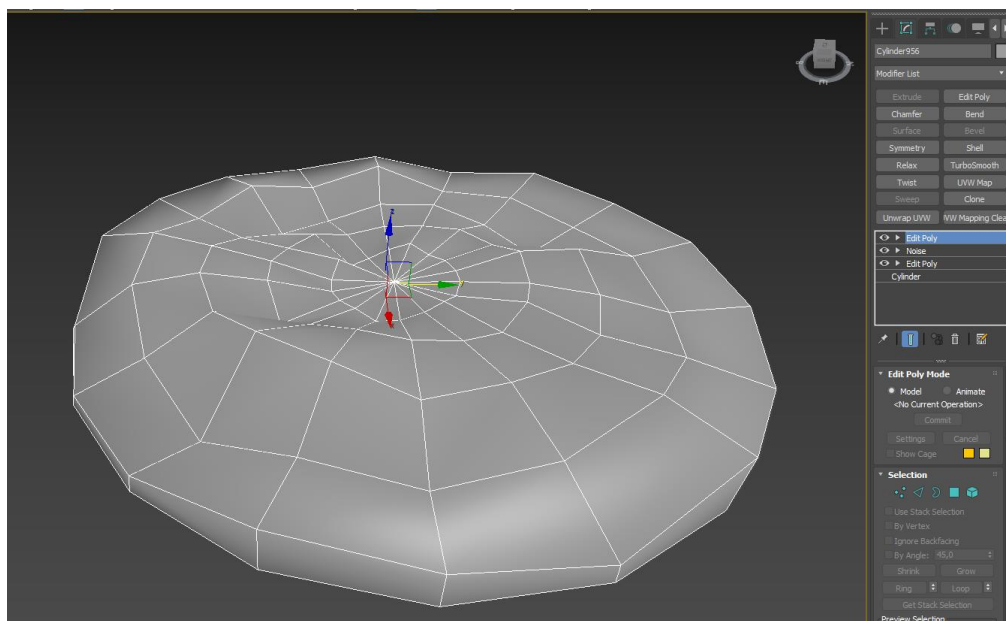 Cylinder956
Modifier List
Extrude Edit Poly
Chamfer Bend
Surface Bevel
Symmetry Shell
Relax TurboSmooth
Twist UVW Map
Sweep Clone
Unwrap UVW VW Mapping Clea
Edit Poly
Noise
Edit Poly
Cylinder
Edit Poly Mode
Model Animate
<No Current Operation>
Commit
Settings Cancel
Show Cage
Selection
Use Stack Selection
By Vertex
Ignore Backfacing
By Angle: 45,0
Shrink Grow
Ring Loop
Get Stack Selection
Preview Selection
z